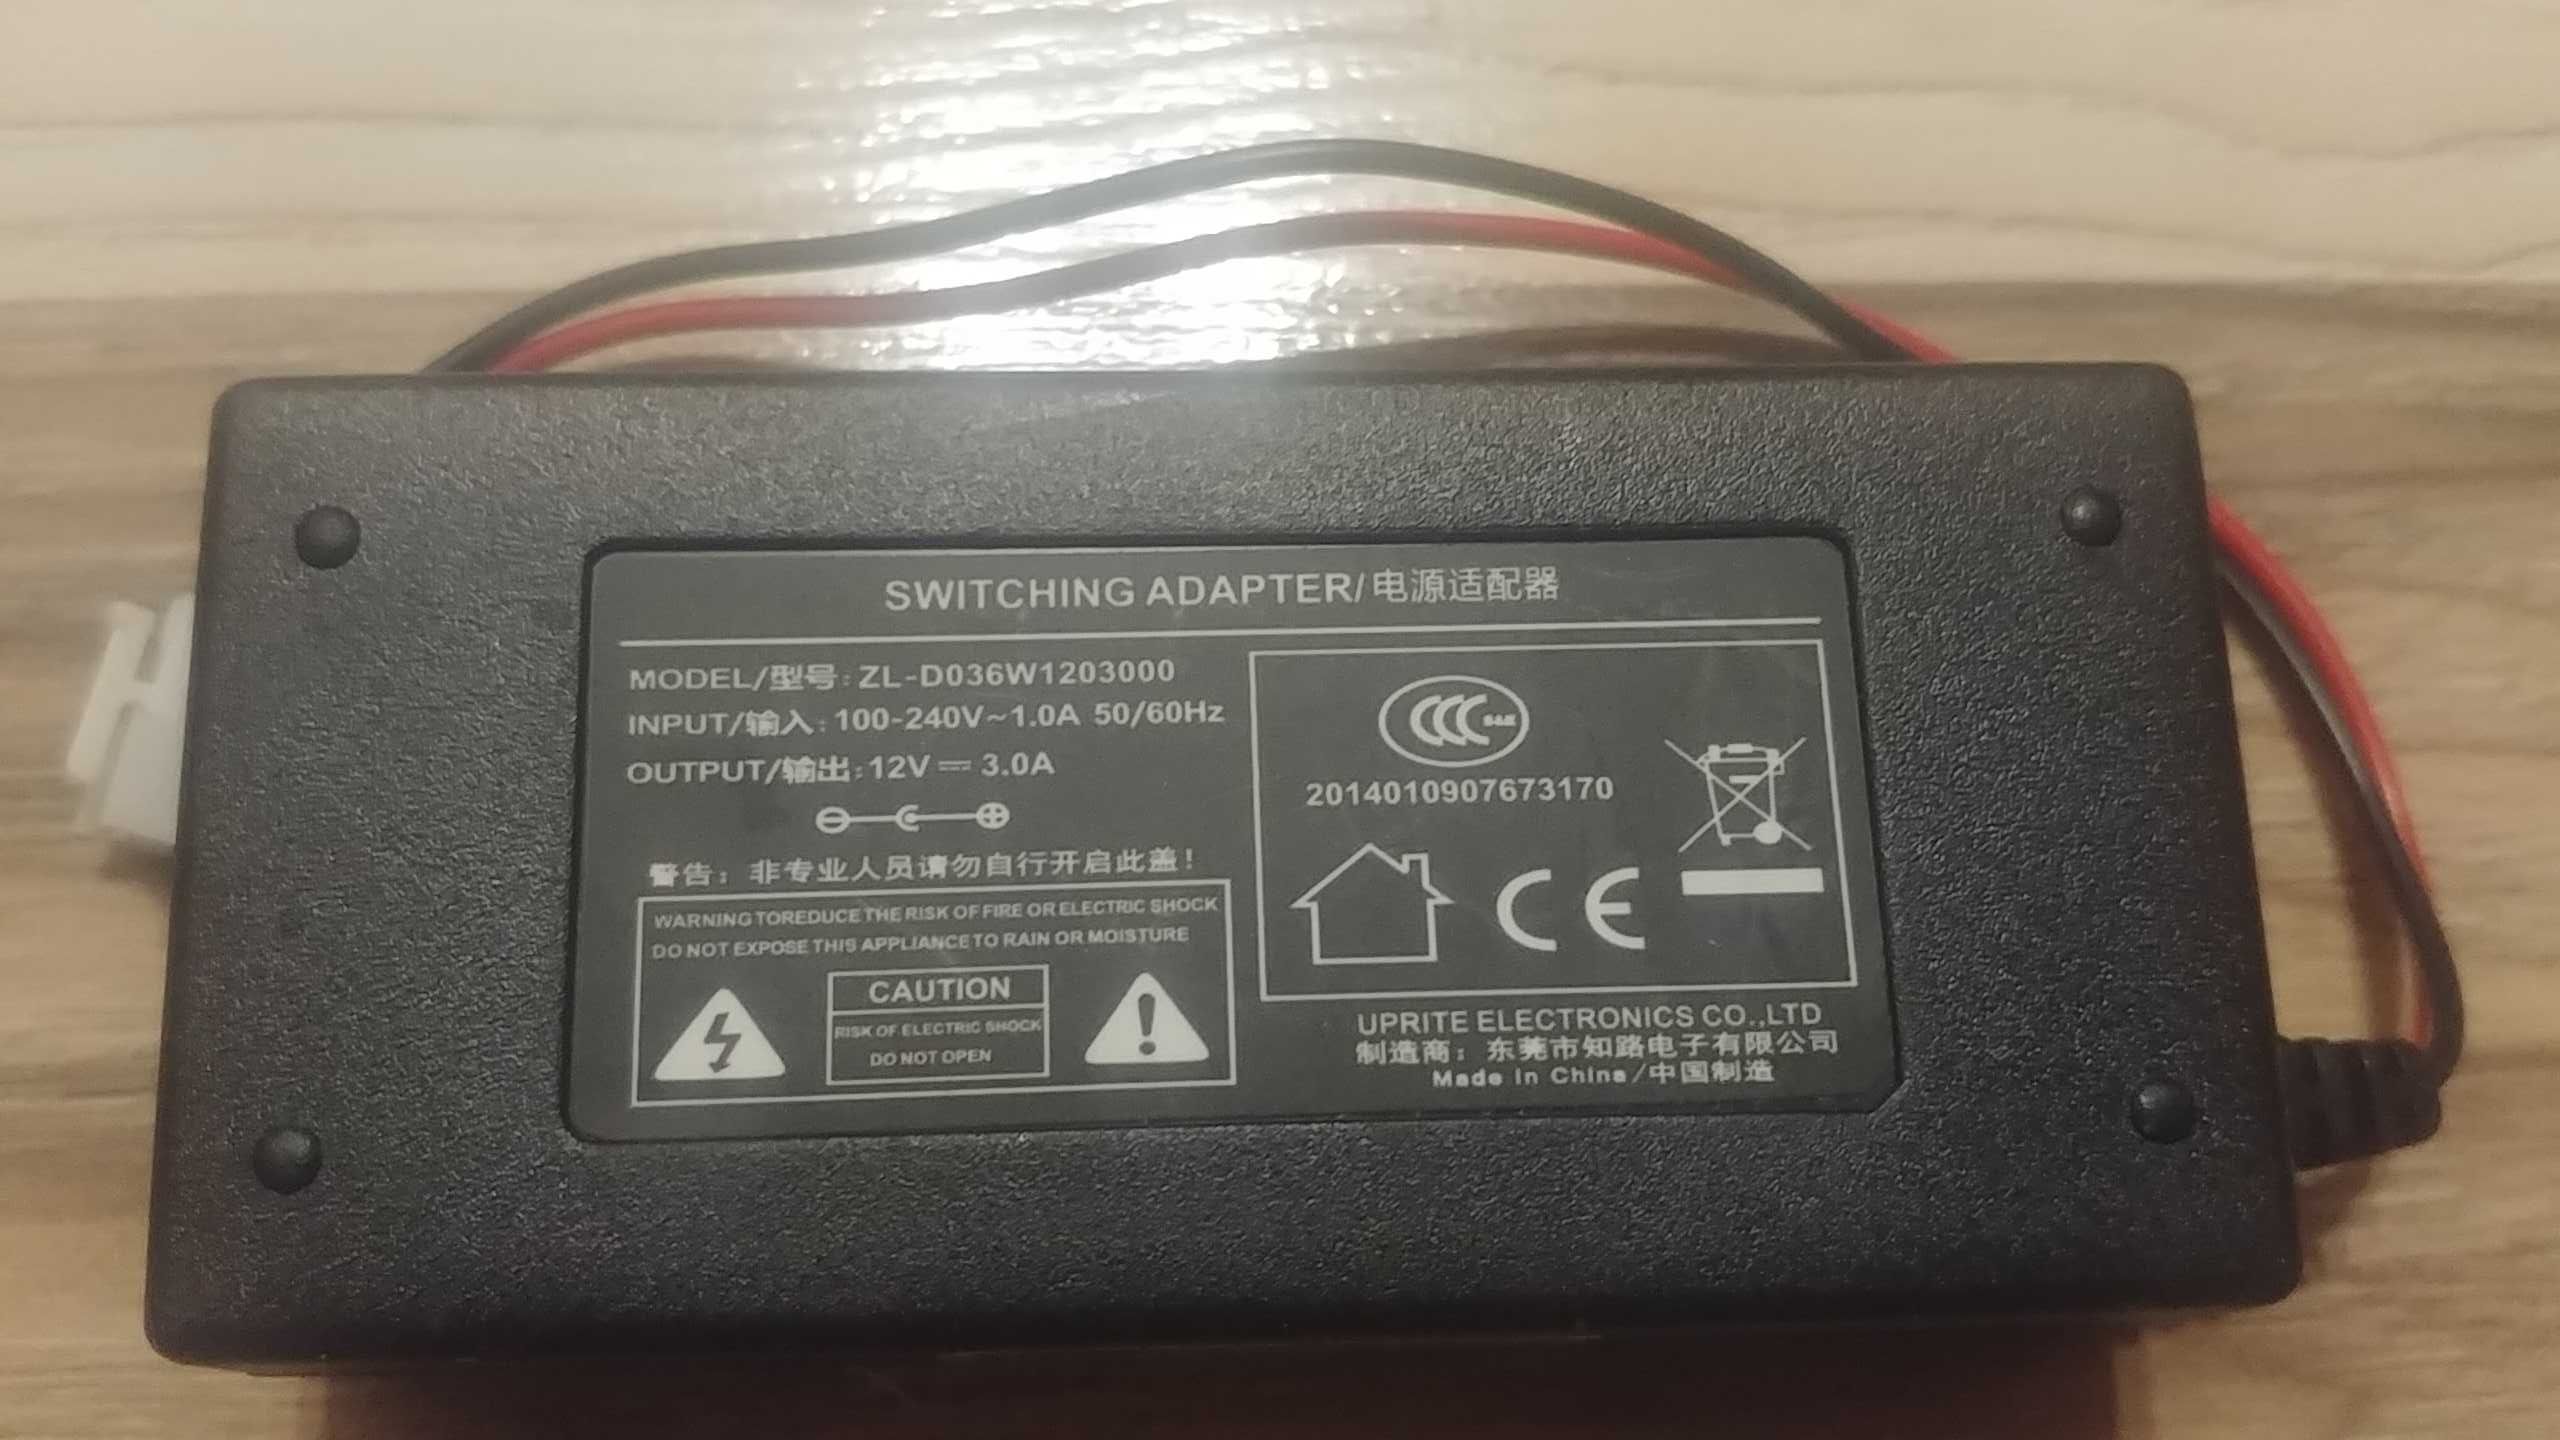 SWITCHING ADAPTER/电源适配器
MODEL/型号: ZL-D036W1203000
INPUT/输入: 100-240V~1.0A 50/60Hz
OUTPUT/输出: 12V⎓3.0A
警告：非专业人员请勿自行开启此盖！
WARNING TOREDUCE THE RISK OF FIRE OR ELECTRIC SHOCK
DO NOT EXPOSE THIS APPLIANCE TO RAIN OR MOISTURE
CAUTION
RISK OF ELECTRIC SHOCK
DO NOT OPEN
CCC
2014010907673170
CE
UPRITE ELECTRONICS CO.,LTD
制造商：东莞市知路电子有限公司
Made in China/中国制造